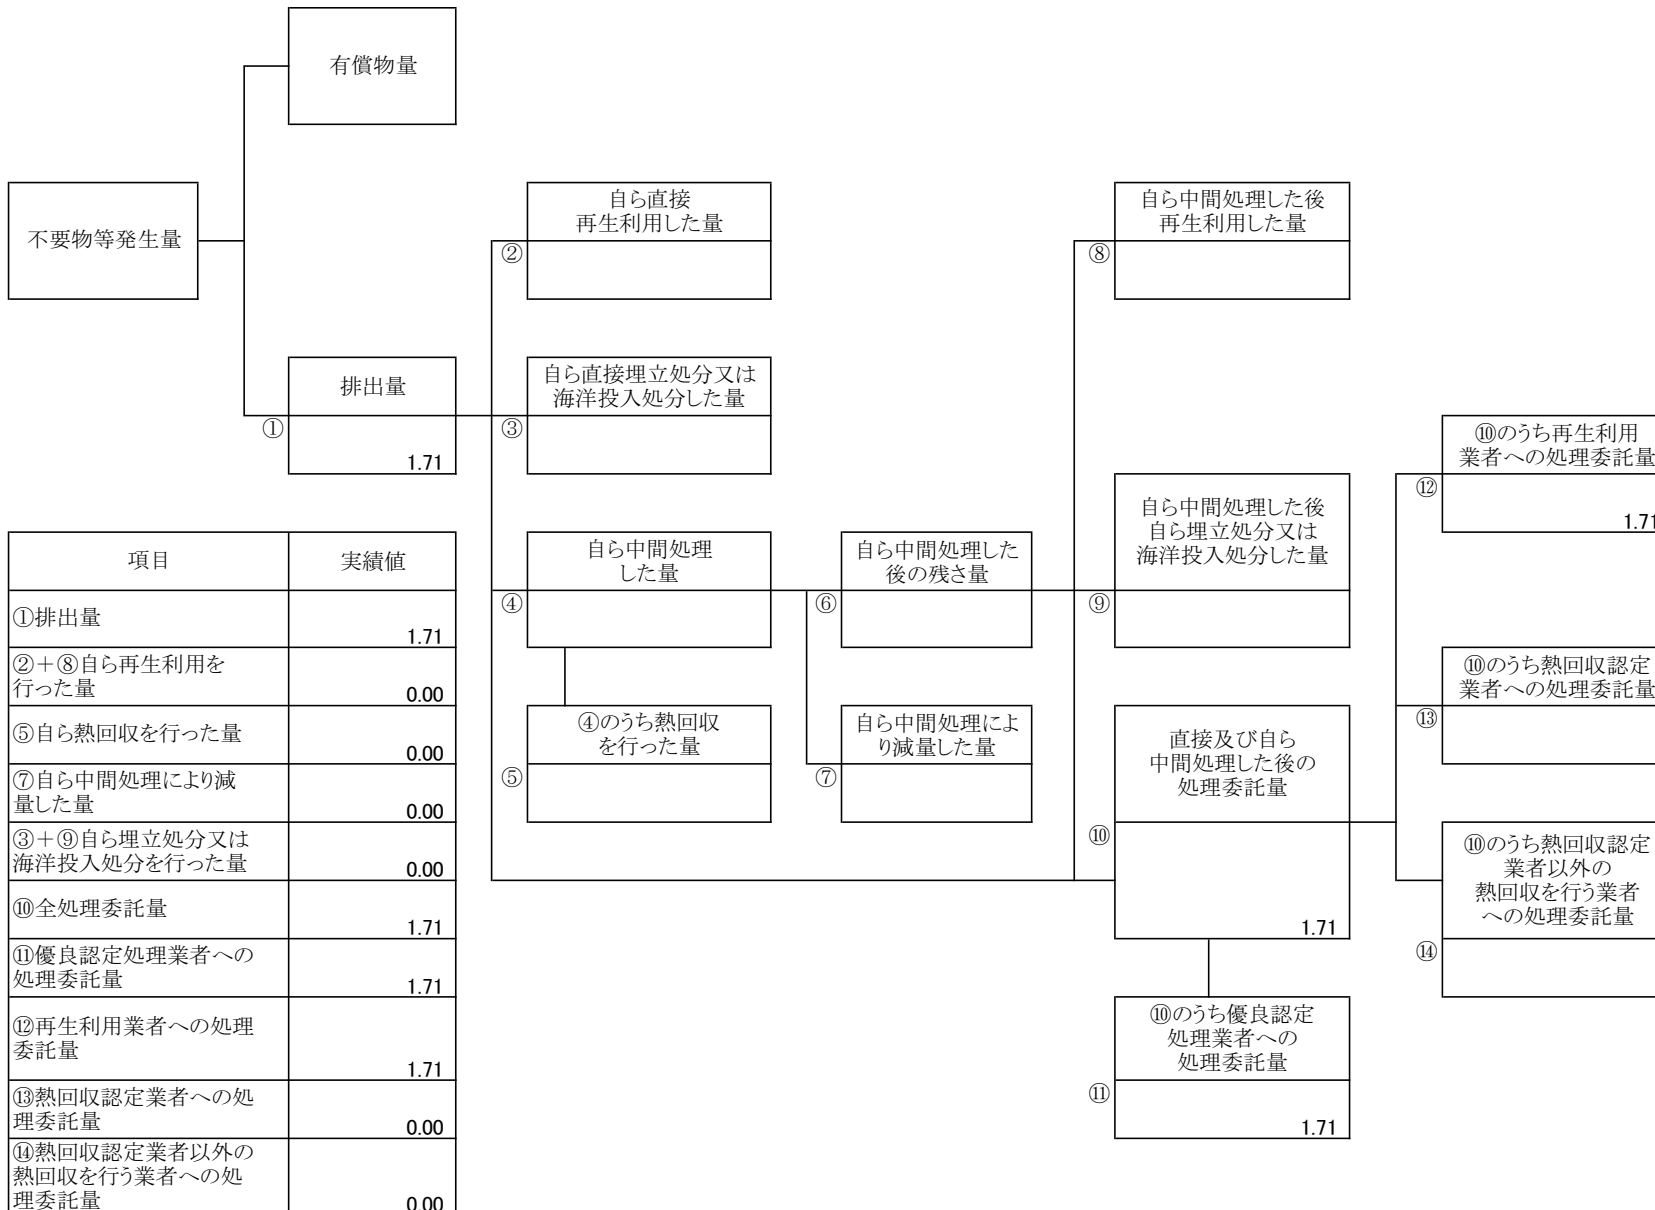 有償物量
不要物等発生量
自ら直接
再生利用した量
②
自ら中間処理した後
再生利用した量
⑧
排出量
①
1.71
自ら直接埋立処分又は
海洋投入処分した量
③
⑩のうち再生利用
業者への処理委託量
⑫
1.71
自ら中間処理
した量
④
自ら中間処理した
後の残さ量
⑥
自ら中間処理した後
自ら埋立処分又は
海洋投入処分した量
⑨
④のうち熱回収
を行った量
⑤
自ら中間処理によ
り減量した量
⑦
直接及び自ら
中間処理した後の
処理委託量
⑩
1.71
⑩のうち熱回収認定
業者への処理委託量
⑬
⑩のうち熱回収認定
業者以外の
熱回収を行う業者
への処理委託量
⑭
⑩のうち優良認定
処理業者への
処理委託量
⑪
1.71
項目 実績値
①排出量
1.71
②＋⑧自ら再生利用を
行った量
0.00
⑤自ら熱回収を行った量
0.00
⑦自ら中間処理により減
量した量
0.00
③＋⑨自ら埋立処分又は
海洋投入処分を行った量
0.00
⑩全処理委託量
1.71
⑪優良認定処理業者への
処理委託量
1.71
⑫再生利用業者への処理
委託量
1.71
⑬熱回収認定業者への処
理委託量
0.00
⑭熱回収認定業者以外の
熱回収を行う業者への処
理委託量
0.00